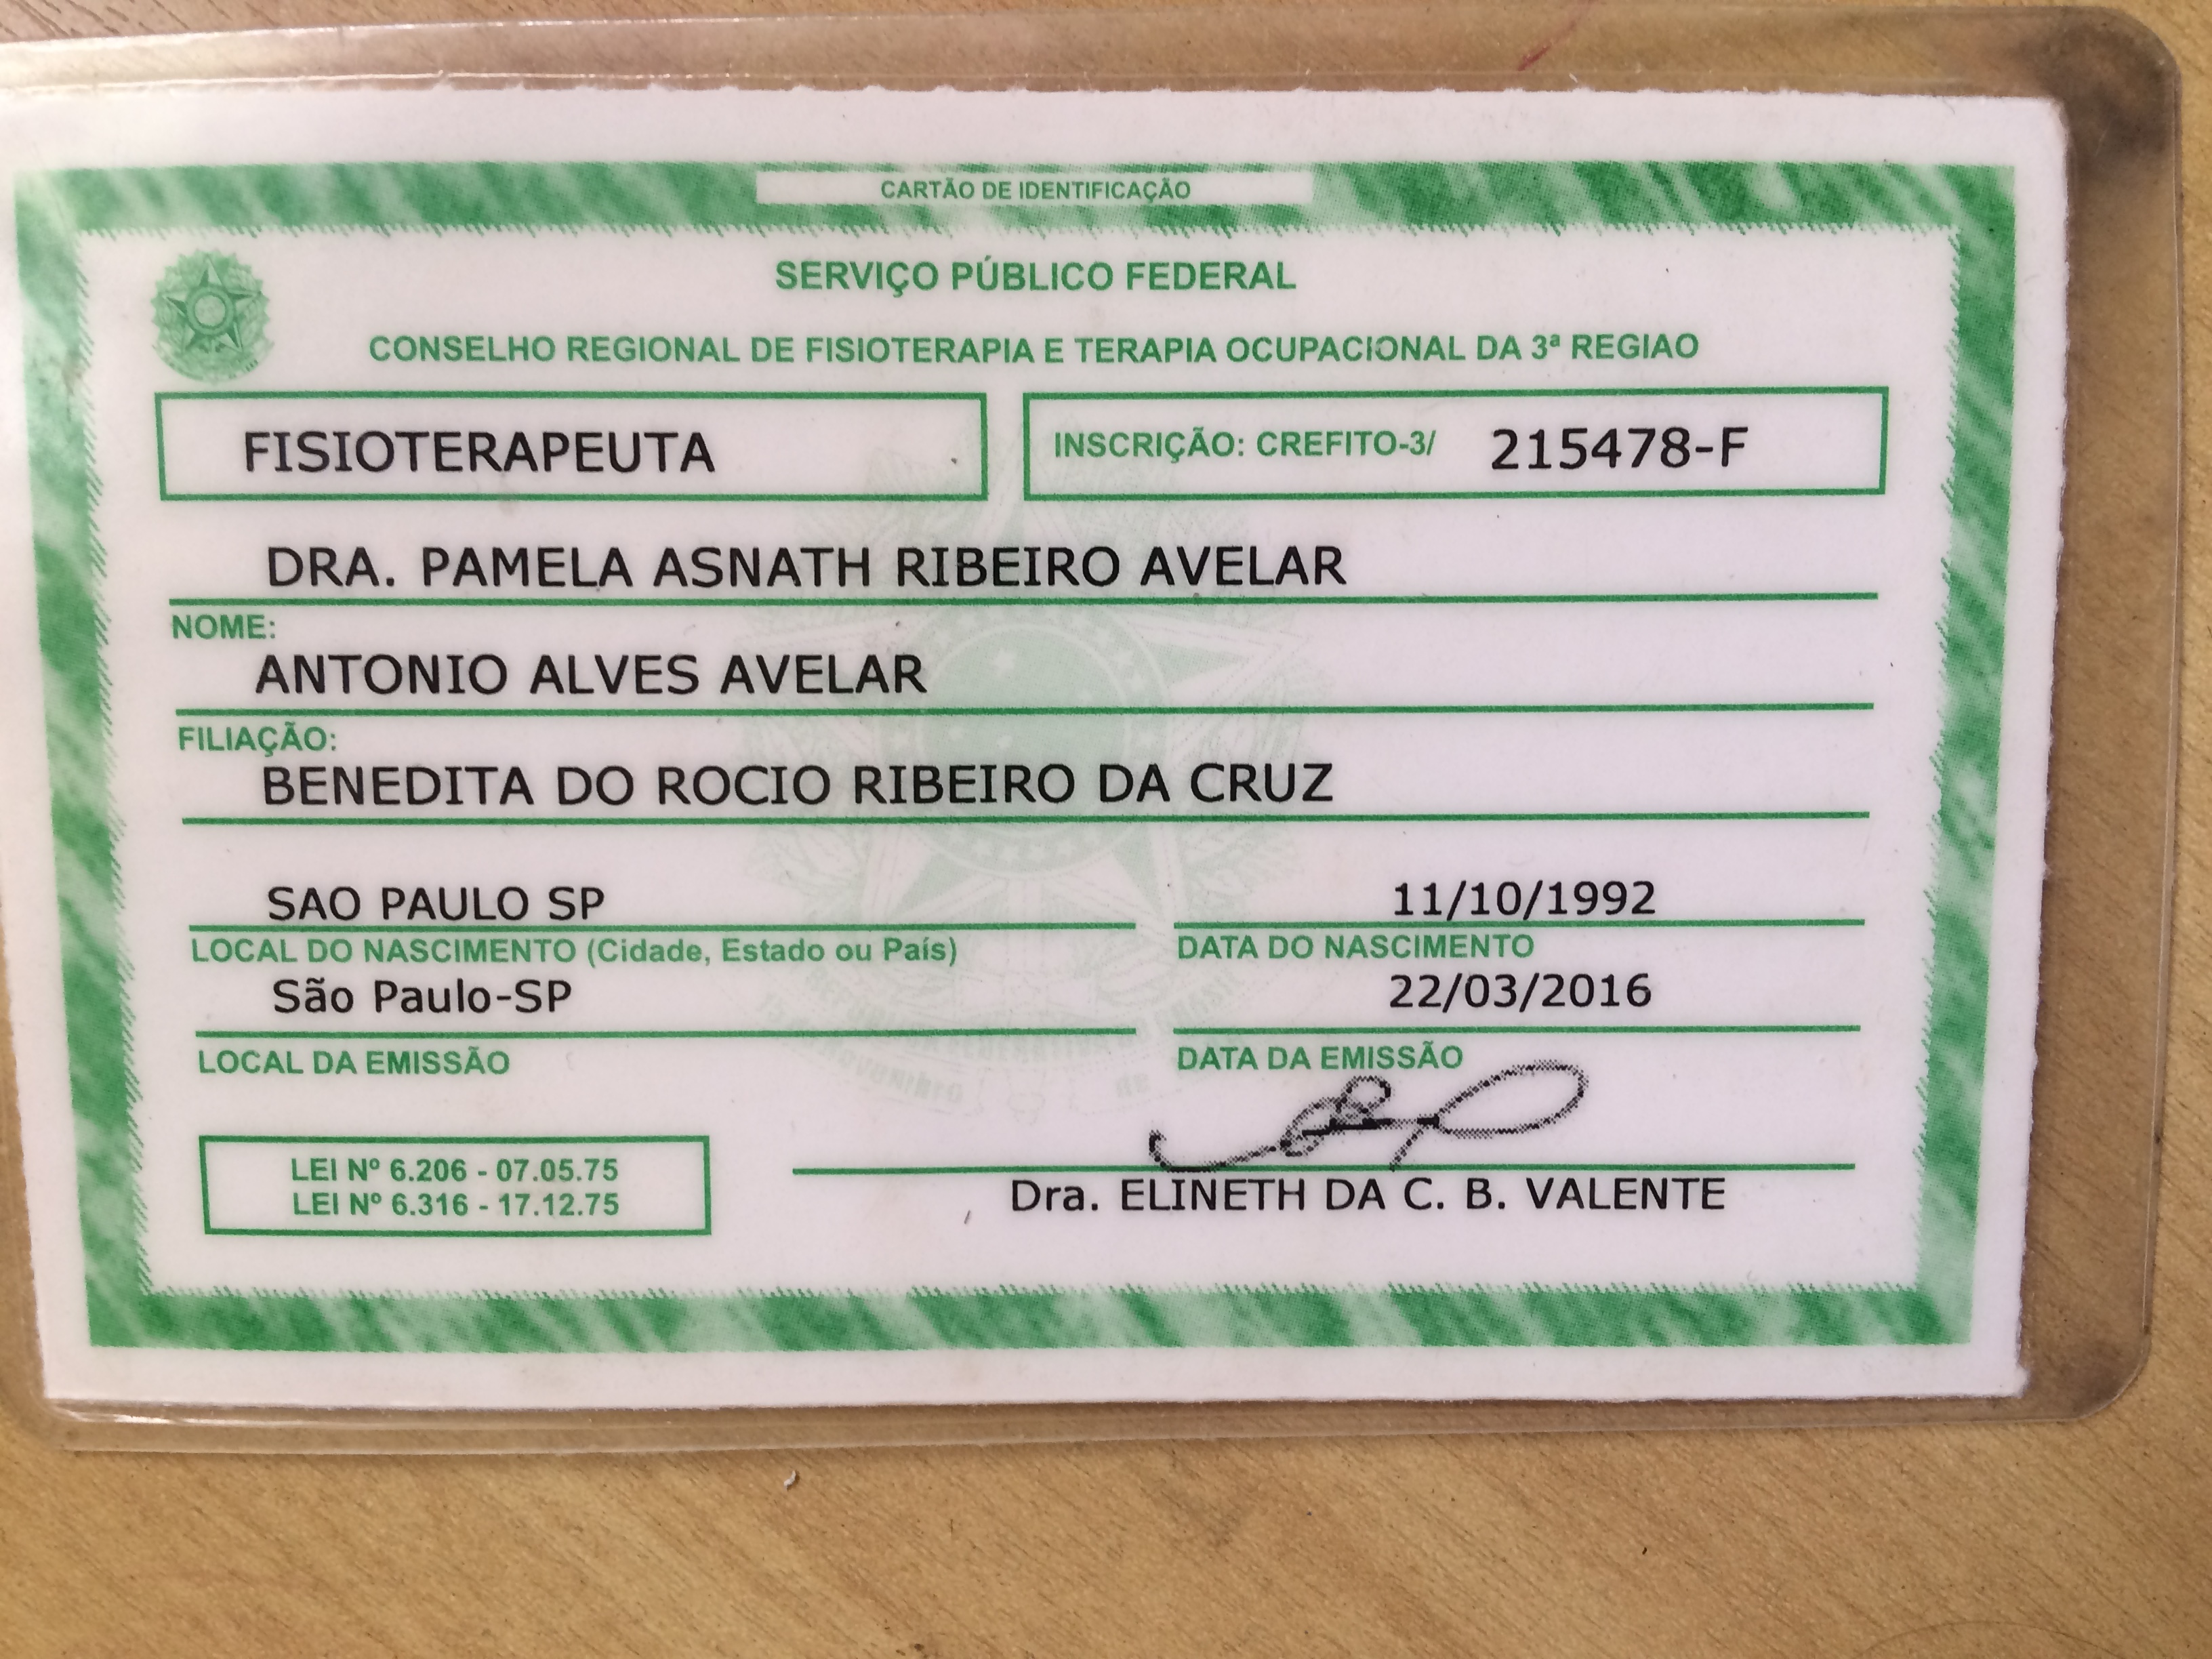 CARTÃO DE IDENTIFICAÇÃO
SERVIÇO PÚBLICO FEDERAL
CONSELHO REGIONAL DE FISIOTERAPIA E TERAPIA OCUPACIONAL DA 3ª REGIAO
FISIOTERAPEUTA
INSCRIÇÃO: CREFITO-3/ 215478-F
DRA. PAMELA ASNATH RIBEIRO AVELAR
NOME:
ANTONIO ALVES AVELAR
FILIAÇÃO:
BENEDITA DO ROCIO RIBEIRO DA CRUZ
SAO PAULO SP
11/10/1992
LOCAL DO NASCIMENTO (Cidade, Estado ou País)
DATA DO NASCIMENTO
São Paulo-SP
22/03/2016
LOCAL DA EMISSÃO
DATA DA EMISSÃO
LEI Nº 6.206 - 07.05.75
LEI Nº 6.316 - 17.12.75
Dra. ELINETH DA C. B. VALENTE